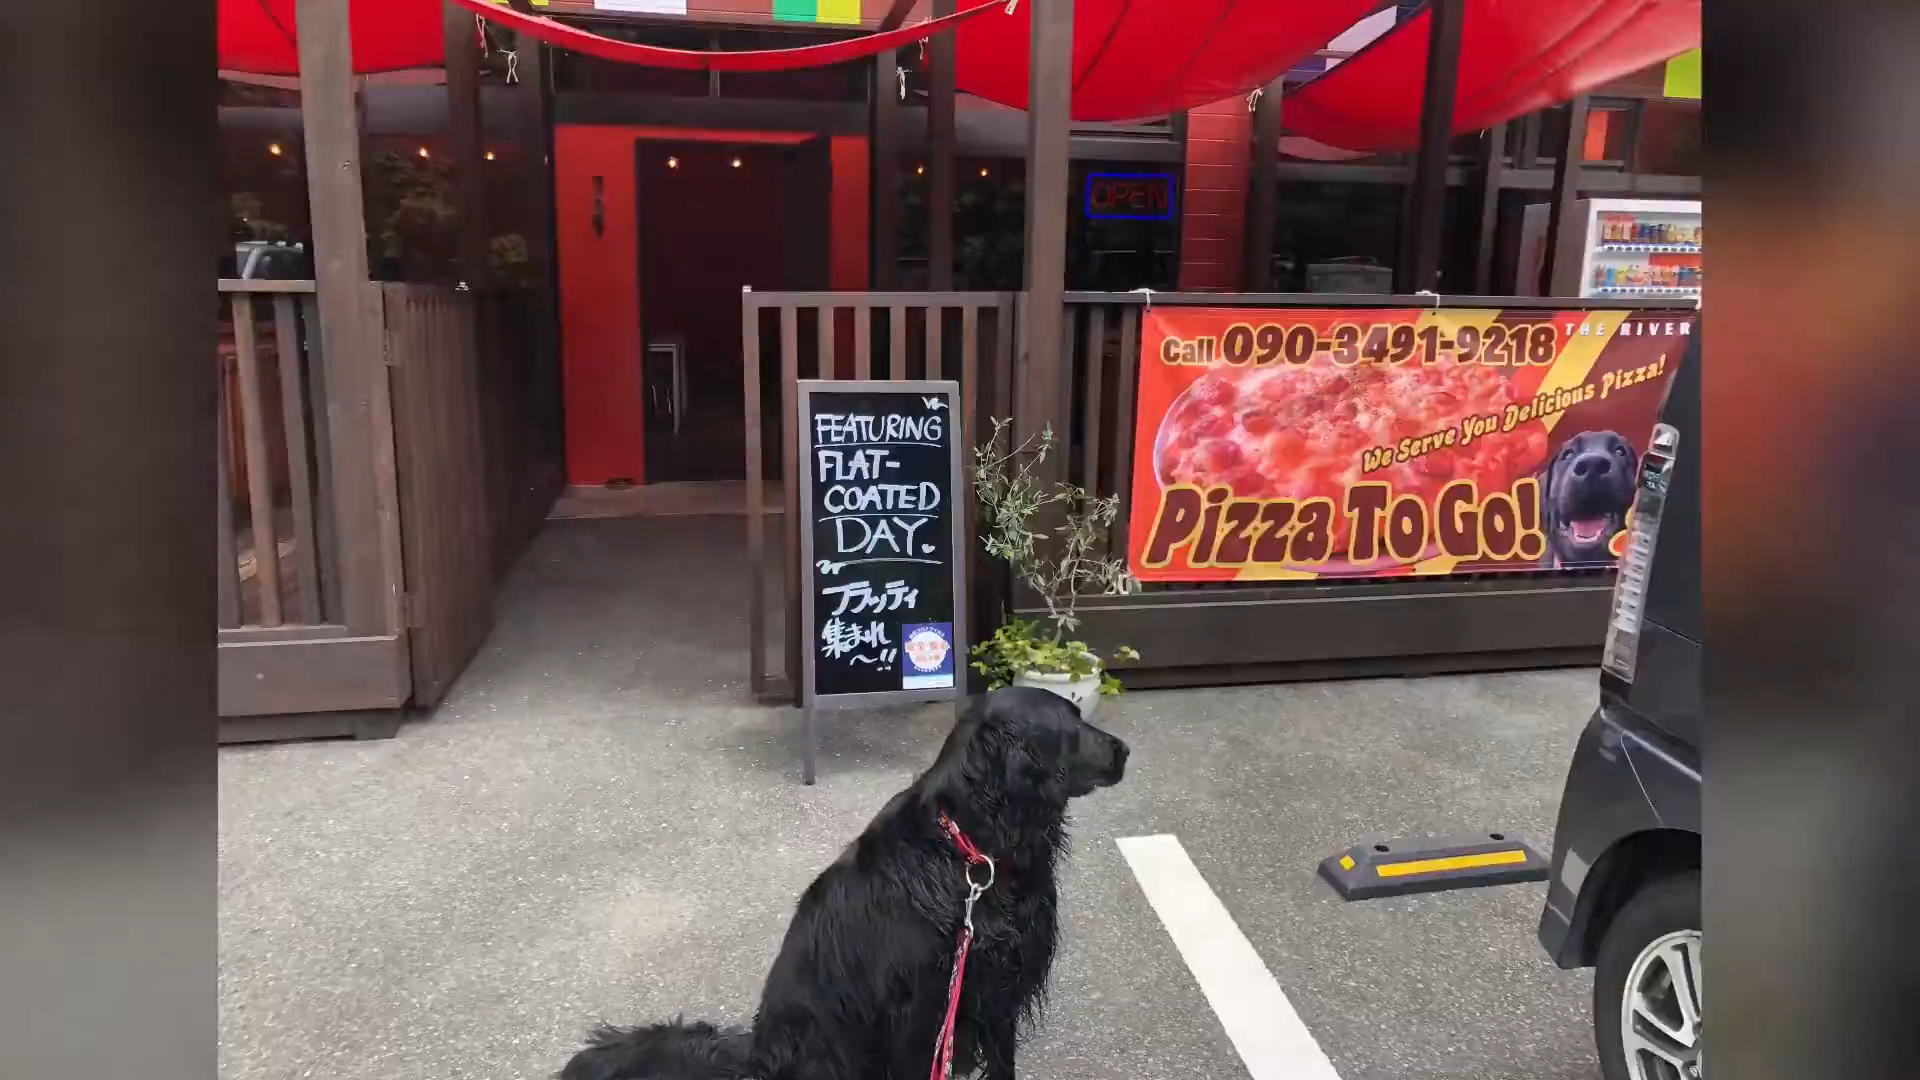 OPEN
Call 090-3491-9218
THE RIVER
We Serve You Delicious Pizza!
Pizza To Go!
FEATURING
FLAT-
COATED
DAY.
フラッティ
集まれ
〜!!